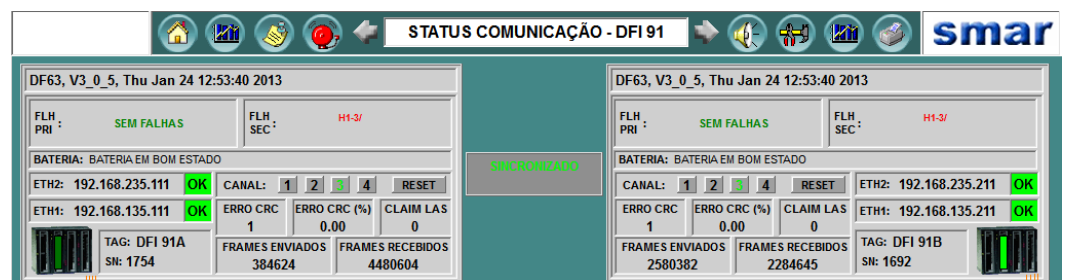 STATUS COMUNICAÇÃO - DFI 91
smar
DF63, V3_0_5, Thu Jan 24 12:53:40 2013
FLH PRI : SEM FALHAS
FLH SEC : H1-3/
BATERIA: BATERIA EM BOM ESTADO
ETH2: 192.168.235.111 OK
CANAL: 1 2 3 4 RESET
ETH1: 192.168.135.111 OK
ERRO CRC ERRO CRC (%) CLAIM LAS
1 0.00 0
TAG: DFI 91A
SN: 1754
FRAMES ENVIADOS FRAMES RECEBIDOS
384624 4480604
SINCRONIZADO
DF63, V3_0_5, Thu Jan 24 12:53:40 2013
FLH PRI : SEM FALHAS
FLH SEC : H1-3/
BATERIA: BATERIA EM BOM ESTADO
CANAL: 1 2 3 4 RESET
ETH2: 192.168.235.211 OK
ERRO CRC ERRO CRC (%) CLAIM LAS
1 0.00 0
ETH1: 192.168.135.211 OK
FRAMES ENVIADOS FRAMES RECEBIDOS
2580382 2284645
TAG: DFI 91B
SN: 1692